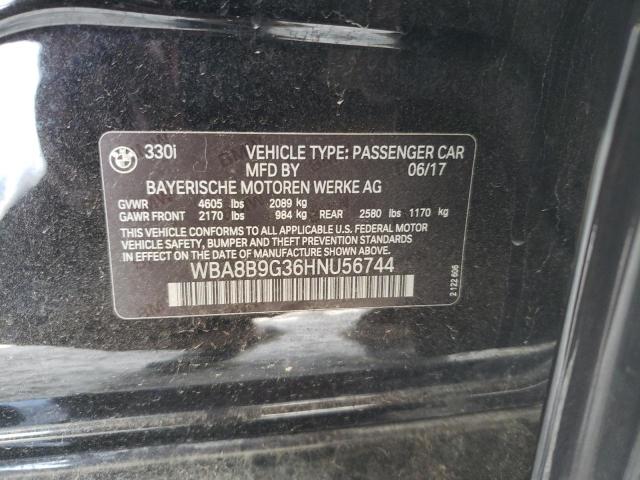 330i VEHICLE TYPE: PASSENGER CAR
MFD BY 06/17
BAYERISCHE MOTOREN WERKE AG
GVWR 4605 lbs 2089 kg
GAWR FRONT 2170 lbs 984 kg REAR 2580 lbs 1170 kg
THIS VEHICLE CONFORMS TO ALL APPLICABLE U.S. FEDERAL MOTOR
VEHICLE SAFETY, BUMPER AND THEFT PREVENTION STANDARDS IN
EFFECT ON THE DATE OF MANUFACTURE SHOWN ABOVE.
WBA8B9G36HNU56744
2 122 606